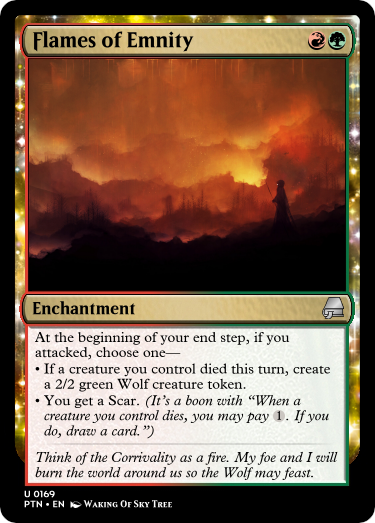 Flames of Emnity
Enchantment
At the beginning of your end step, if you
attacked, choose one—
• If a creature you control died this turn, create
a 2/2 green Wolf creature token.
• You get a Scar. (It's a boon with “When a
creature you control dies, you may pay 1. If you
do, draw a card.”)
Think of the Corrivality as a fire. My foe and I will
burn the world around us so the Wolf may feast.
U 0169
PTN • EN Waking Of Sky Tree